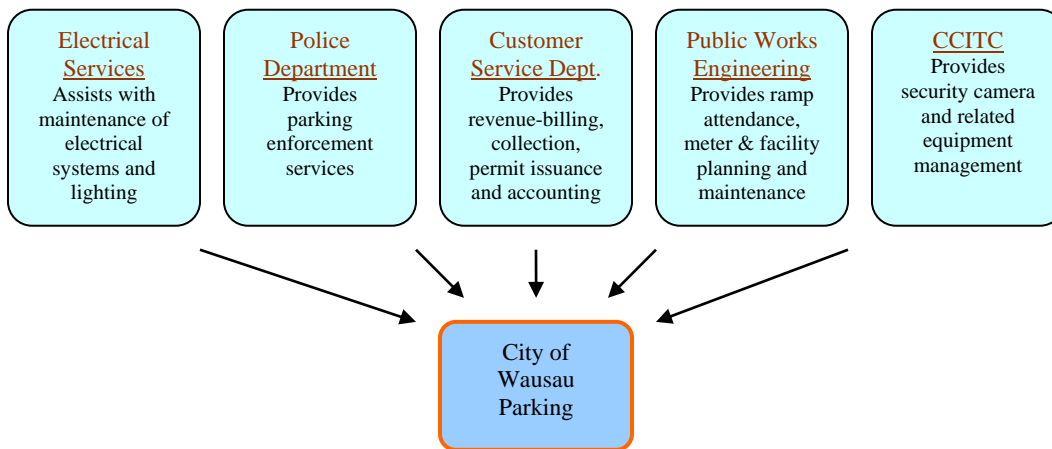 Electrical
Services
Assists with
maintenance of
electrical
systems and
lighting
Police
Department
Provides
parking
enforcement
services
Customer
Service Dept.
Provides
revenue-billing,
collection,
permit issuance
and accounting
Public Works
Engineering
Provides ramp
attendance,
meter & facility
planning and
maintenance
CCITC
Provides
security camera
and related
equipment
management
City of
Wausau
Parking